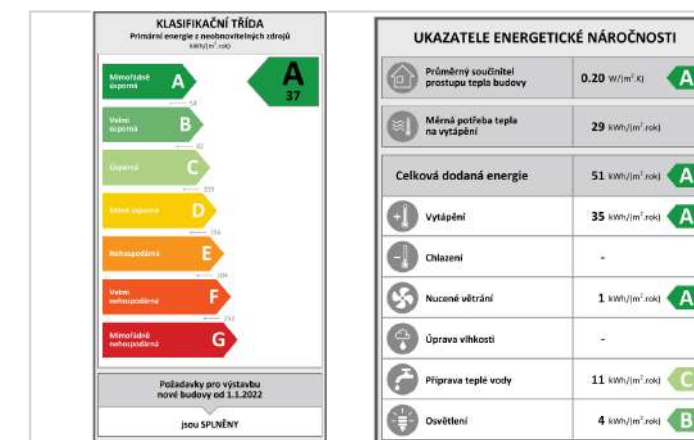 KLASIFIKAČNÍ TŘÍDA
Primární energie z neobnovitelných zdrojů
kWh/(m².rok)
Mimořádně úsporná A
A
37
Velmi úsporná B
Úsporná C
D
Nehospodárná E
Velmi nehospodárná F
Mimořádně nehospodárná G
Požadavky pro výstavbu
nové budovy od 1.1.2022
jsou SPLNĚNY
UKAZATELE ENERGETICKÉ NÁROČNOSTI
Průměrný součinitel
prostupu tepla budovy 0.20 W/(m².K) A
Měrná potřeba tepla
na vytápění 29 kWh/(m².rok)
Celková dodaná energie 51 kWh/(m².rok) A
Vytápění 35 kWh/(m².rok) A
Chlazení -
Nucené větrání 1 kWh/(m².rok) A
Úprava vlhkosti -
Příprava teplé vody 11 kWh/(m².rok) C
Osvětlení 4 kWh/(m².rok) B